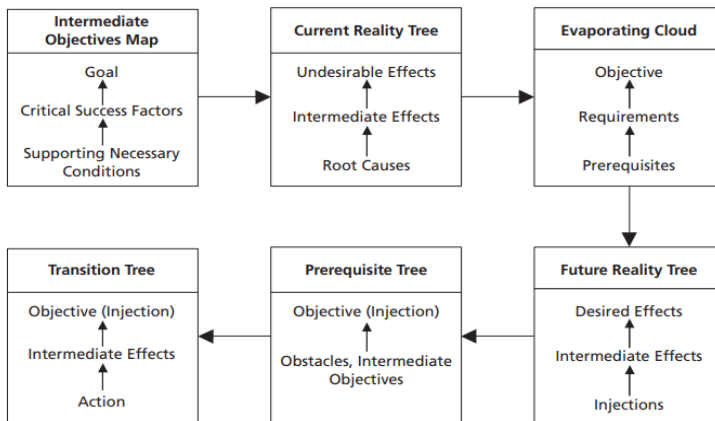 Intermediate
Objectives Map
Goal
Critical Success Factors
Supporting Necessary
Conditions
Current Reality Tree
Undesirable Effects
Intermediate Effects
Root Causes
Evaporating Cloud
Objective
Requirements
Prerequisites
Transition Tree
Objective (Injection)
Intermediate Effects
Action
Prerequisite Tree
Objective (Injection)
Obstacles, Intermediate
Objectives
Future Reality Tree
Desired Effects
Intermediate Effects
Injections